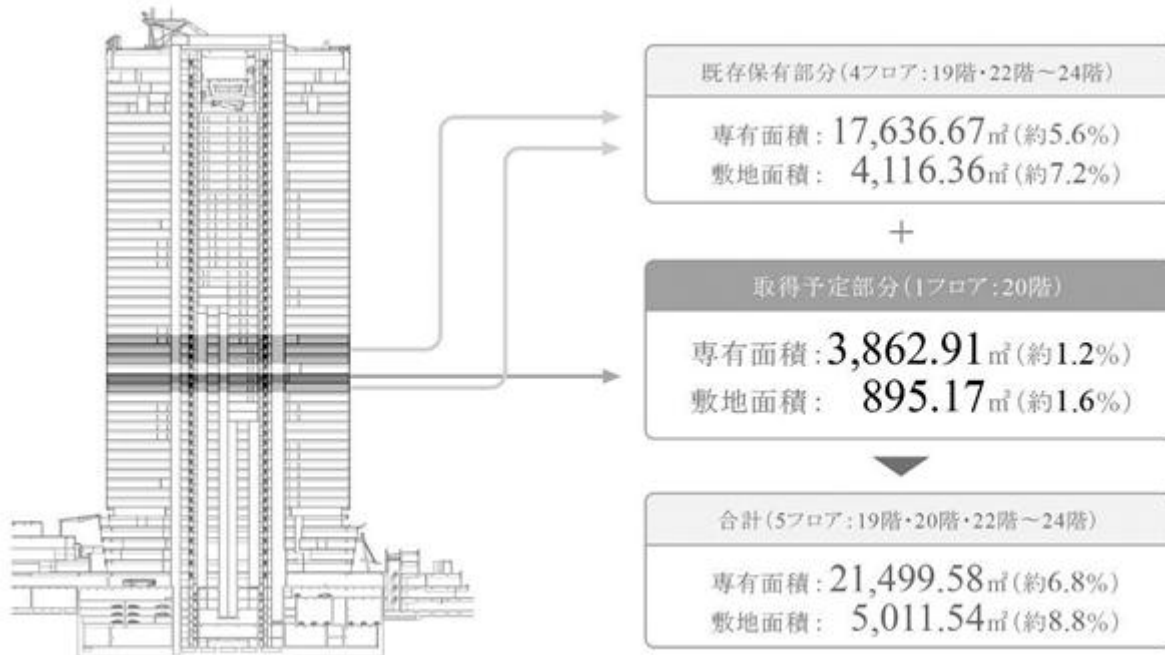 既存保有部分(4フロア:19階・22階～24階)
専有面積: 17,636.67㎡(約5.6%)
敷地面積: 4,116.36㎡(約7.2%)
+
取得予定部分(1フロア:20階)
専有面積:3,862.91㎡(約1.2%)
敷地面積: 895.17㎡(約1.6%)
合計(5フロア:19階・20階・22階～24階)
専有面積:21,499.58㎡(約6.8%)
敷地面積: 5,011.54㎡(約8.8%)